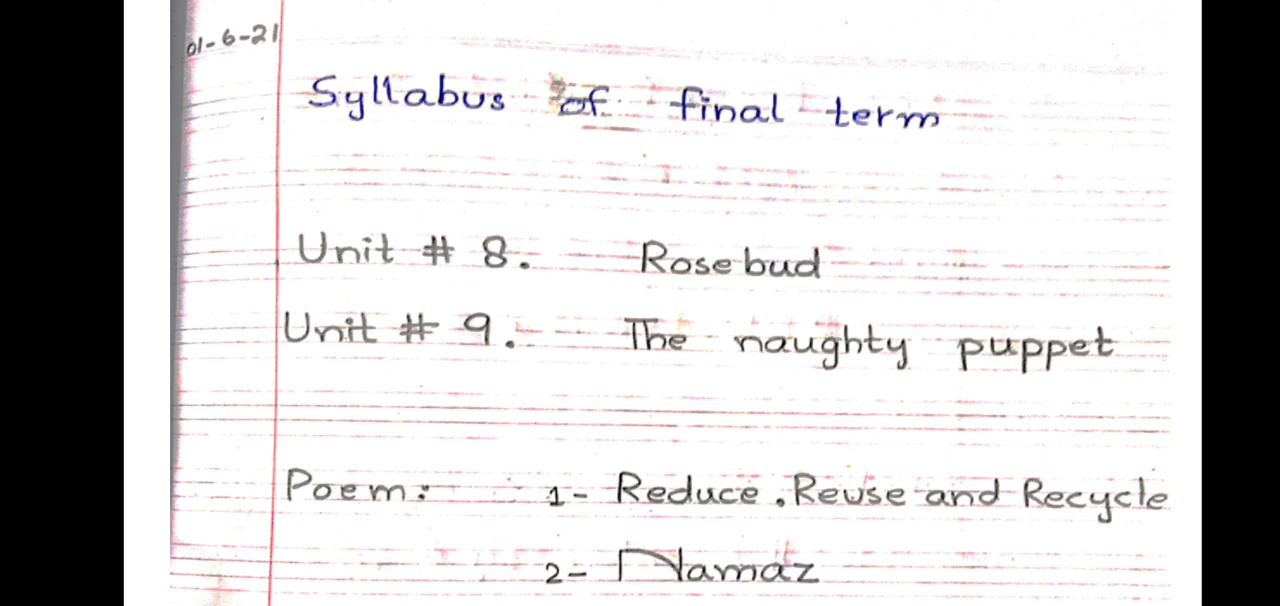 01-6-21
Syllabus of final term
Unit # 8. Rosebud
Unit # 9. The naughty puppet
Poem: 1- Reduce, Reuse and Recycle
2- Namaz